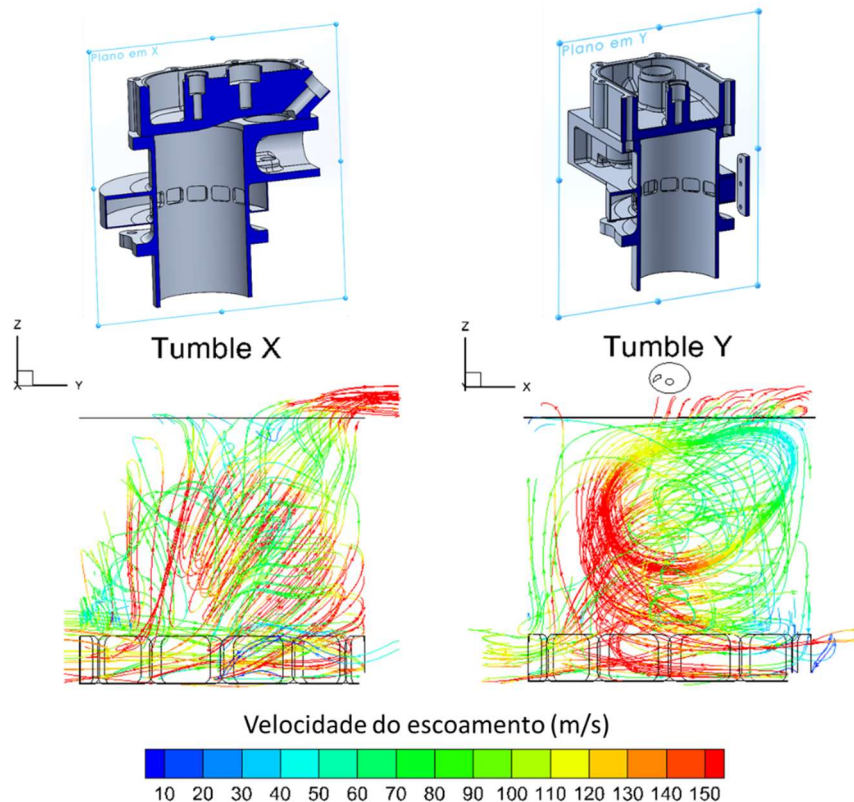 Plano em X
Plano em Y
Z
X
Y
Tumble X
Z
Y
X
Tumble Y
Velocidade do escoamento (m/s)
10 20 30 40 50 60 70 80 90 100 110 120 130 140 150